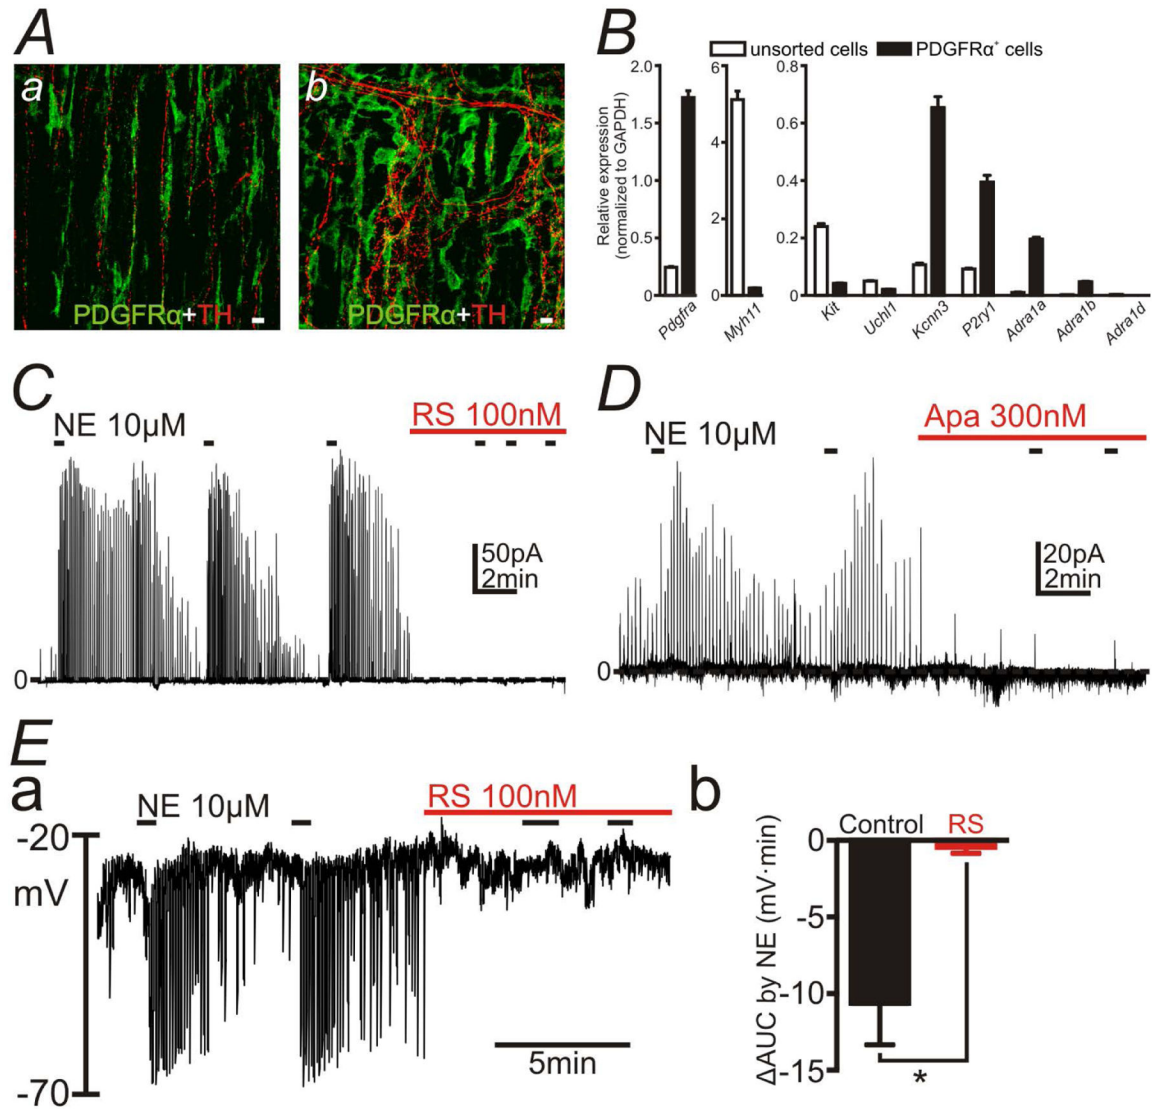 A
a
PDGFRα+TH
b
PDGFRα+TH
B
unsorted cells
PDGFRα+ cells
Relative expression
(normalized to GAPDH)
2.0
1.5
1.0
0.5
0
Pdgfra
6
4
2
0
Myh11
0.8
0.6
0.4
0.2
0
Kit
Uchl1
Kcnn3
P2ry1
Adra1a
Adra1b
Adra1d
C
NE 10µM
RS 100nM
50pA
2min
0
D
NE 10µM
Apa 300nM
20pA
2min
0
E
a
NE 10µM
RS 100nM
-20
mV
-70
5min
b
Control
RS
ΔAUC by NE (mV·min)
0
-5
-10
-15
*